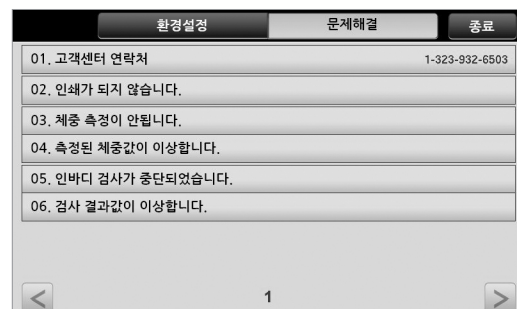 환경설정 문제해결 종료
01. 고객센터 연락처 1-323-932-6503
02. 인쇄가 되지 않습니다.
03. 체중 측정이 안됩니다.
04. 측정된 체중값이 이상합니다.
05. 인바디 검사가 중단되었습니다.
06. 검사 결과값이 이상합니다.
< 1 >